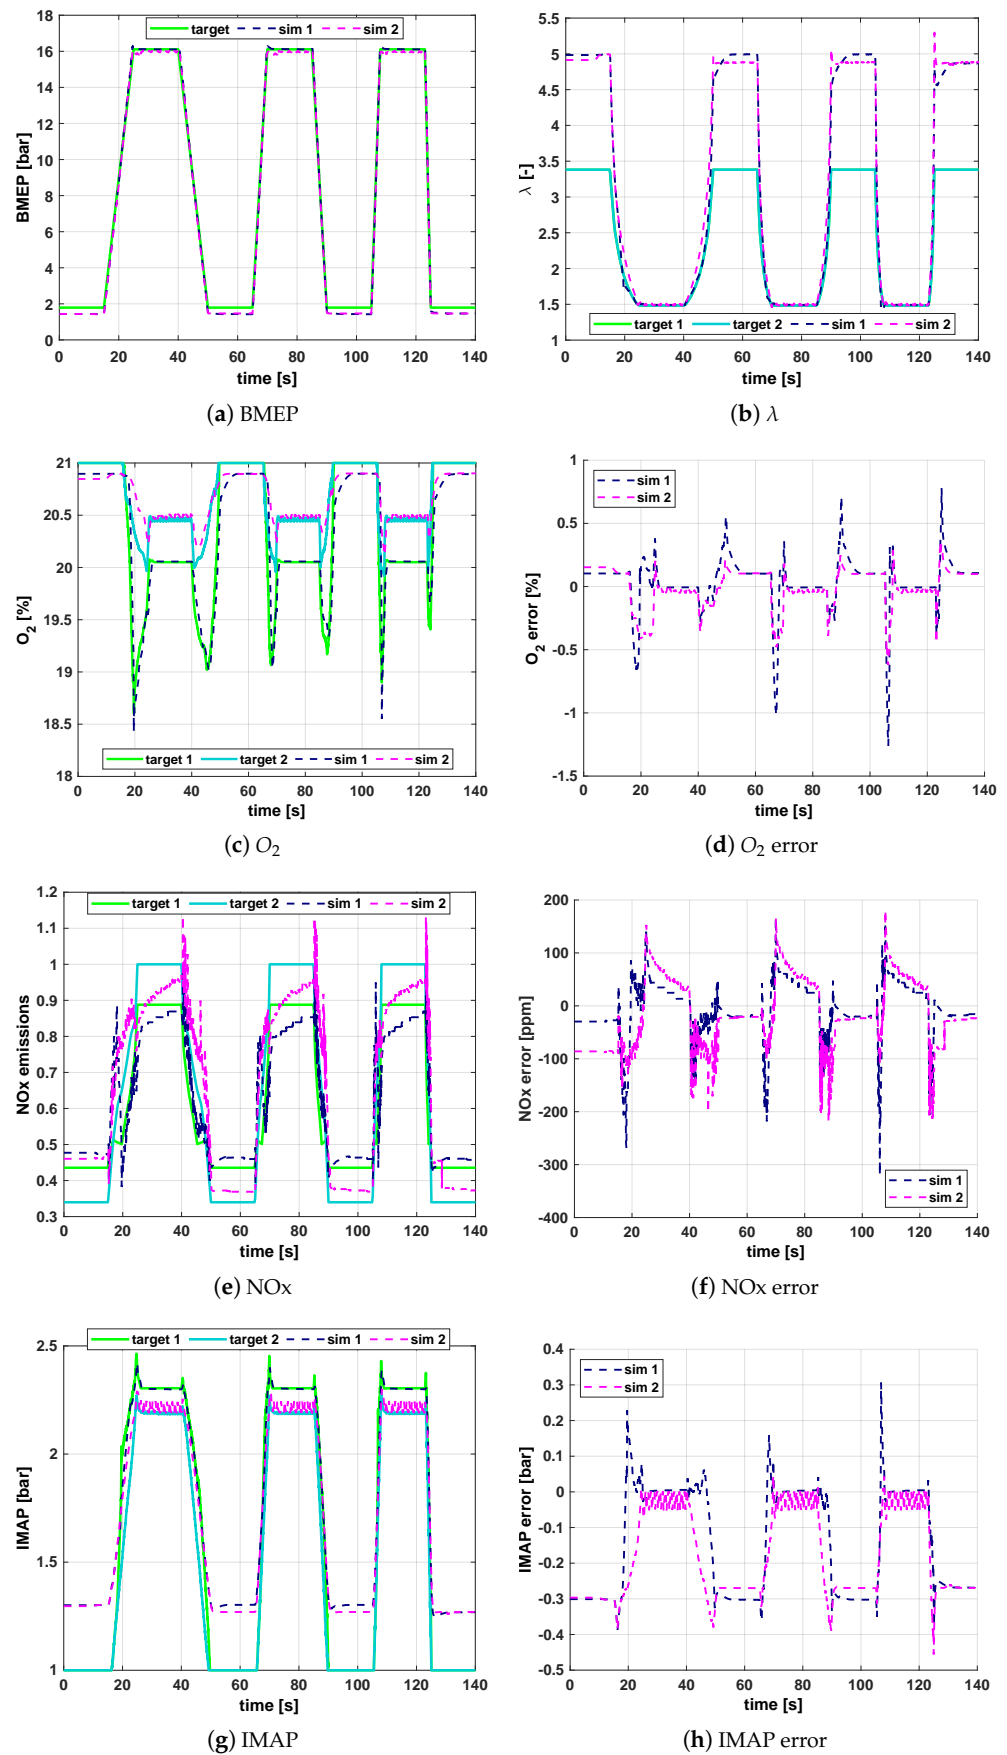 target sim 1 sim 2
18
16
14
12
10
8
6
4
2
0
BMEP [bar]
0 20 40 60 80 100 120 140
time [s]
(a) BMEP
5.5
5
4.5
4
3.5
3
2.5
2
1.5
1
λ [-]
target 1 target 2 sim 1 sim 2
0 20 40 60 80 100 120 140
time [s]
(b) λ
21
20.5
20
19.5
19
18.5
18
O2 [%]
target 1 target 2 sim 1 sim 2
0 20 40 60 80 100 120 140
time [s]
(c) O2
1
0.5
0
-0.5
-1
-1.5
O2 error [%]
sim 1
sim 2
0 20 40 60 80 100 120 140
time [s]
(d) O2 error
target 1 target 2 sim 1 sim 2
1.2
1.1
1
0.9
0.8
0.7
0.6
0.5
0.4
0.3
NOx emissions
0 20 40 60 80 100 120 140
time [s]
(e) NOx
200
100
0
-100
-200
-300
-400
NOx error [ppm]
sim 1
sim 2
0 20 40 60 80 100 120 140
time [s]
(f) NOx error
target 1 target 2 sim 1 sim 2
2.5
2
1.5
1
IMAP [bar]
0 20 40 60 80 100 120 140
time [s]
(g) IMAP
0.4
0.3
0.2
0.1
0
-0.1
-0.2
-0.3
-0.4
-0.5
IMAP error [bar]
sim 1
sim 2
0 20 40 60 80 100 120 140
time [s]
(h) IMAP error